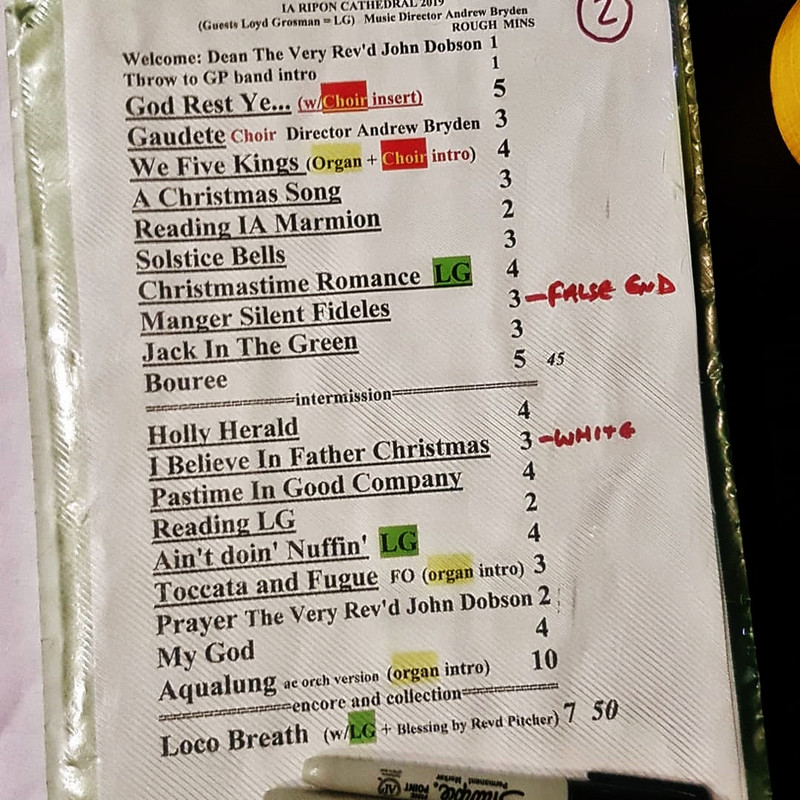 IA RIPON CATHEDRAL 2019
(Guests Loyd Grosman = LG) Music Director Andrew Bryden
2
ROUGH MINS
Welcome: Dean The Very Rev'd John Dobson 1
Throw to GP band intro 1
God Rest Ye... (w/Choir insert) 5
Gaudete Choir Director Andrew Bryden 3
We Five Kings (Organ + Choir intro) 4
A Christmas Song 3
Reading IA Marmion 2
Solstice Bells 3
Christmastime Romance LG 4
Manger Silent Fideles 3 – FALSE END
Jack In The Green 3
Bouree 5 45
intermission
Holly Herald 4
I Believe In Father Christmas 3 – WHITE
Pastime In Good Company 4
Reading LG 2
Ain't doin' Nuffin' LG 4
Toccata and Fugue FO (organ intro) 3
Prayer The Very Rev'd John Dobson 2
My God 4
Aqualung ac orch version (organ intro) 10
encore and collection
Loco Breath (w/LG + Blessing by Revd Pitcher) 7 50
Sharpie
Permanent Marker